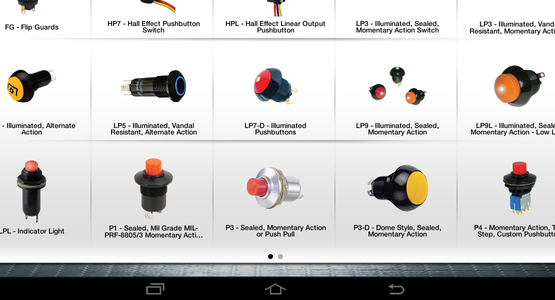 FG - Flip Guards
HP7 - Hall Effect Pushbutton
Switch
HPL - Hall Effect Linear Output
Pushbutton
LP3 - Illuminated, Sealed,
Momentary Action Switch
LP3 - Illuminated, Vand
Resistant, Momentary Acti
- Illuminated, Alternate
Action
LP5 - Illuminated, Vandal
Resistant, Alternate Action
LP7-D - Illuminated
Pushbuttons
LP9 - Illuminated, Sealed,
Momentary Action
LP9L - Illuminated, Seale
Momentary Action - Low L
LPL - Indicator Light
P1 - Sealed, Mil Grade MIL-
PRF-8805/3 Momentary Acti...
P3 - Sealed, Momentary Action
or Push Pull
P3-D - Dome Style, Sealed,
Momentary Action
P4 - Momentary Action, T
Step, Custom Pushbutto